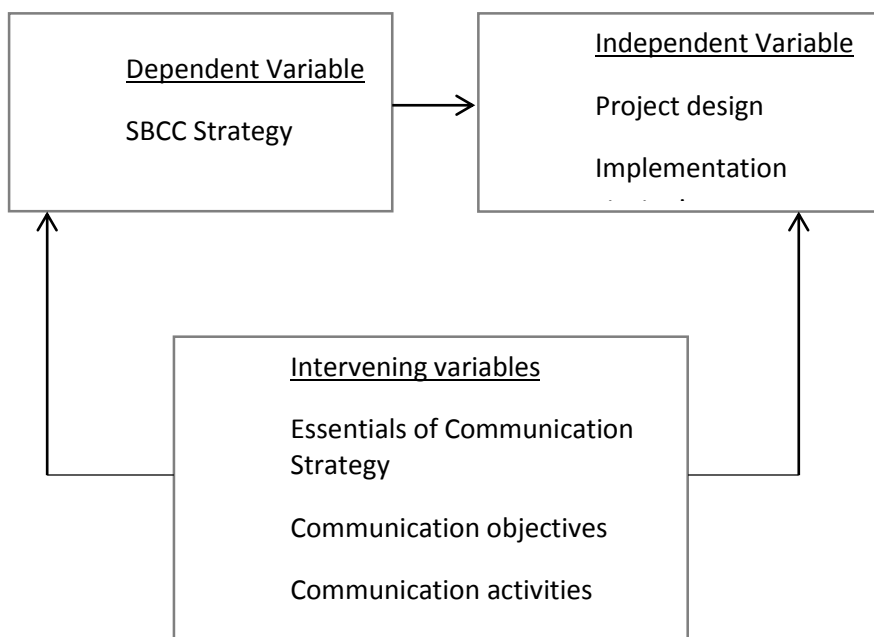 Dependent Variable
SBCC Strategy
Independent Variable
Project design
Implementation
Intervening variables
Essentials of Communication
Strategy
Communication objectives
Communication activities